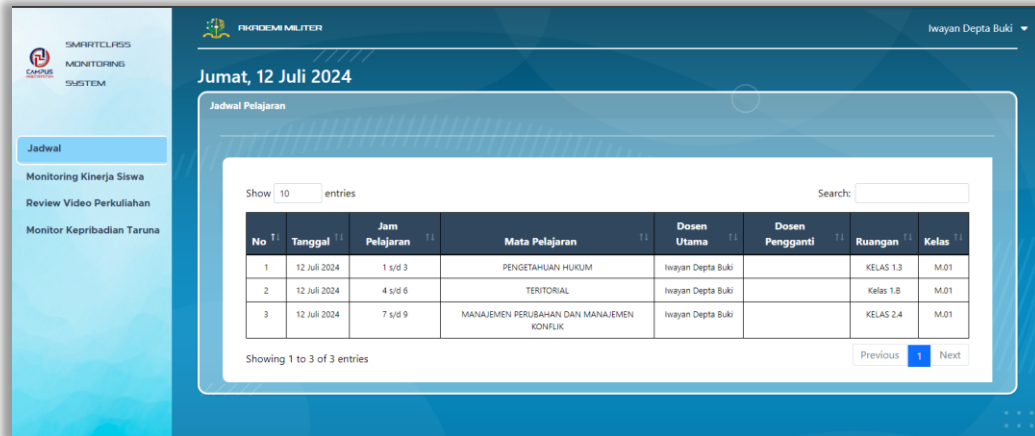 SMARTCLASS
MONITORING
SYSTEM
CAMPUS
AKADEMI MILITER
Iwayan Depta Buki
Jumat, 12 Juli 2024
Jadwal Pelajaran
Jadwal
Monitoring Kinerja Siswa
Review Video Perkuliahan
Monitor Kepribadian Taruna
Show 10 entries
Search:
No Tanggal Jam Pelajaran Mata Pelajaran Dosen Utama Dosen Pengganti Ruangan Kelas
1 12 Juli 2024 1 s/d 3 PENGETAHUAN HUKUM Iwayan Depta Buki KELAS 1.3 M.01
2 12 Juli 2024 4 s/d 6 TERITORIAL Iwayan Depta Buki Kelas 1.8 M.01
3 12 Juli 2024 7 s/d 9 MANAJEMEN PERUBAHAN DAN MANAJEMEN KONFLIK Iwayan Depta Buki KELAS 2.4 M.01
Showing 1 to 3 of 3 entries
Previous 1 Next